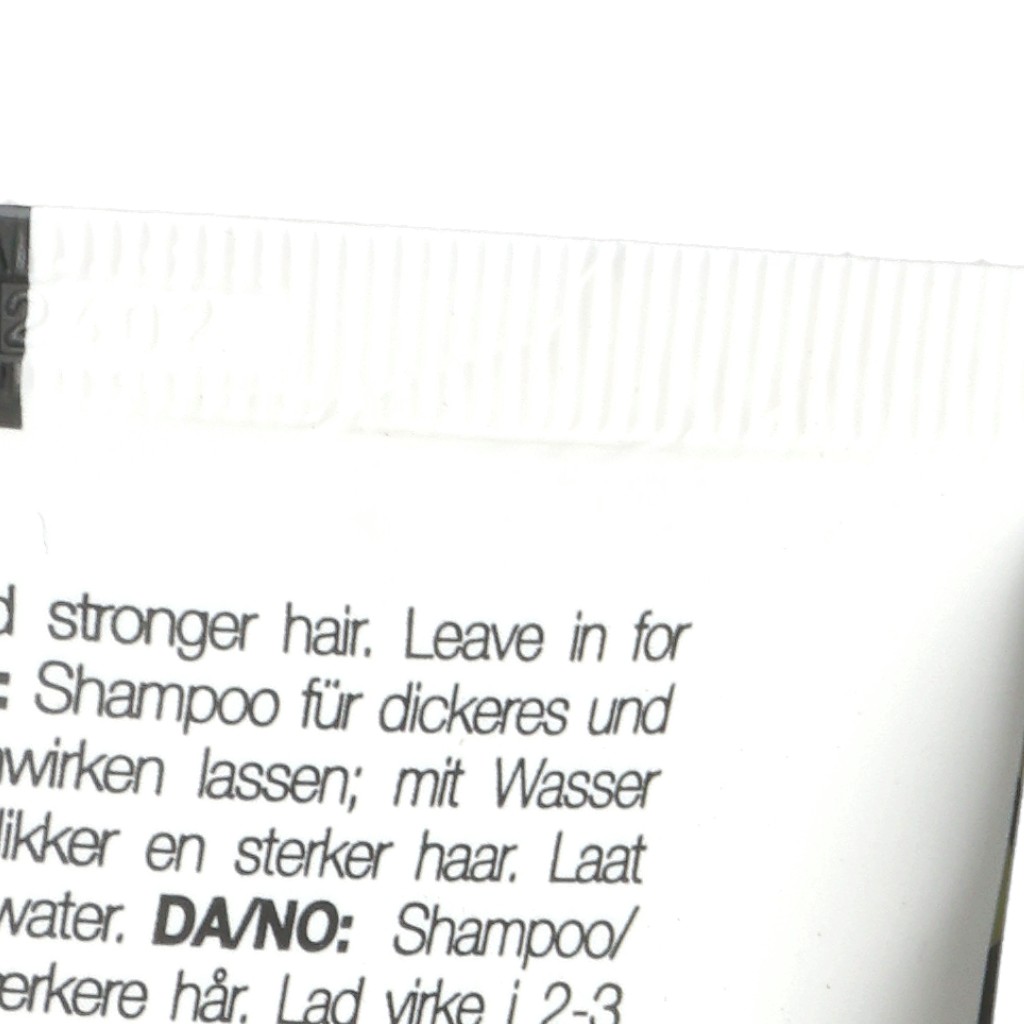 stronger hair. Leave in for
: Shampoo für dickeres und
wirken lassen; mit Wasser
ikker en sterker haar. Laat
water. DA/NO: Shampoo/
erkere hår. Lad virke i 2-3